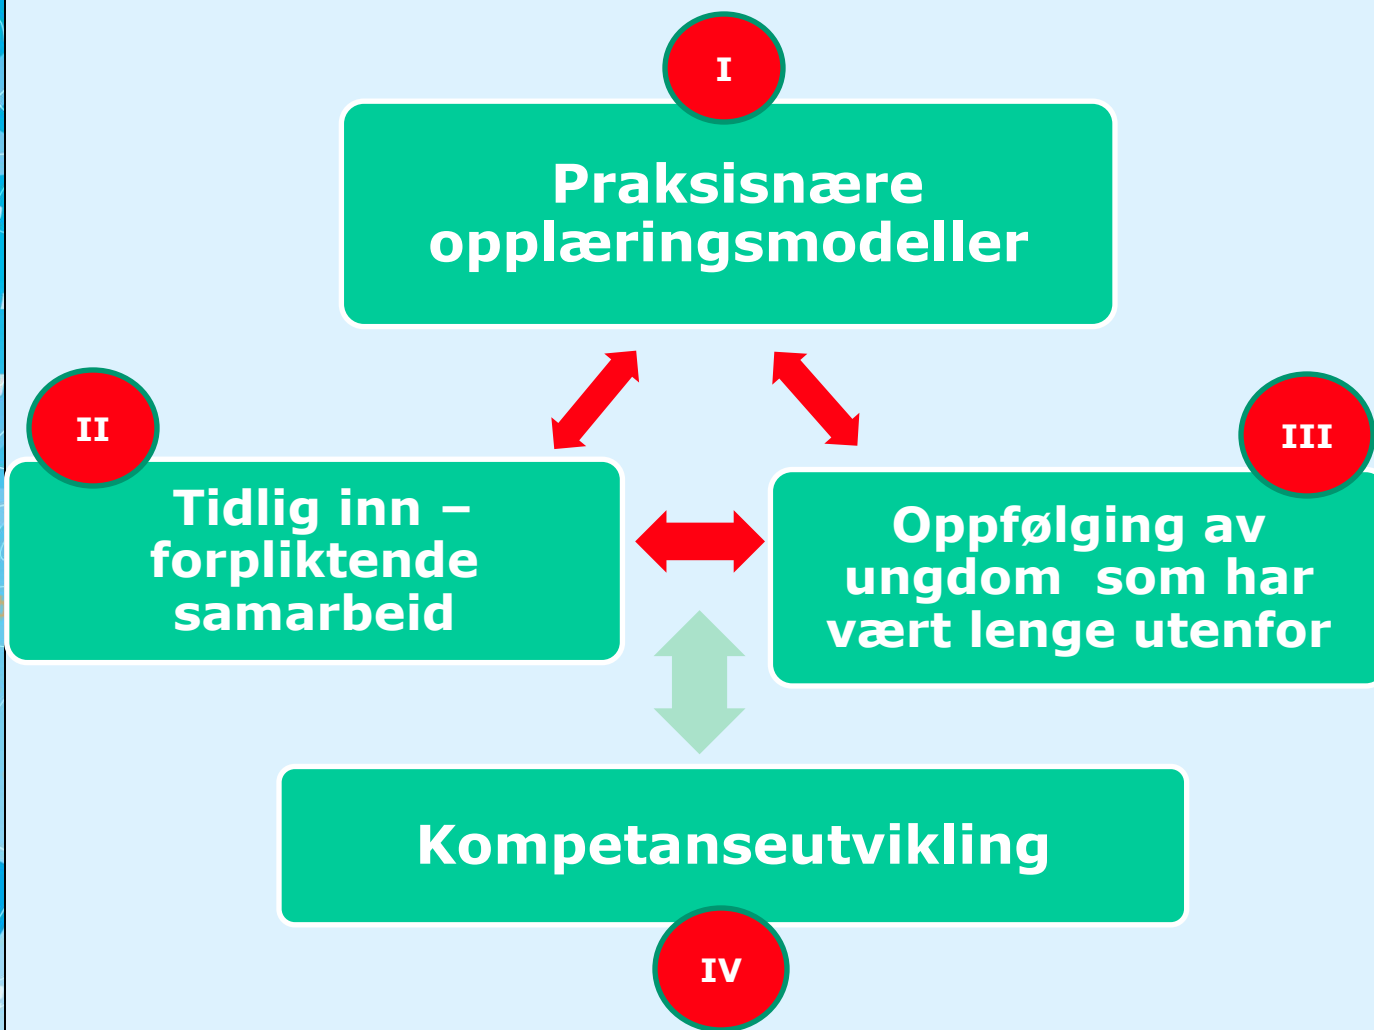 I
Praksisnære
opplæringsmodeller
II
Tidlig inn –
forpliktende
samarbeid
III
Oppfølging av
ungdom  som har
vært lenge utenfor
Kompetanseutvikling
IV